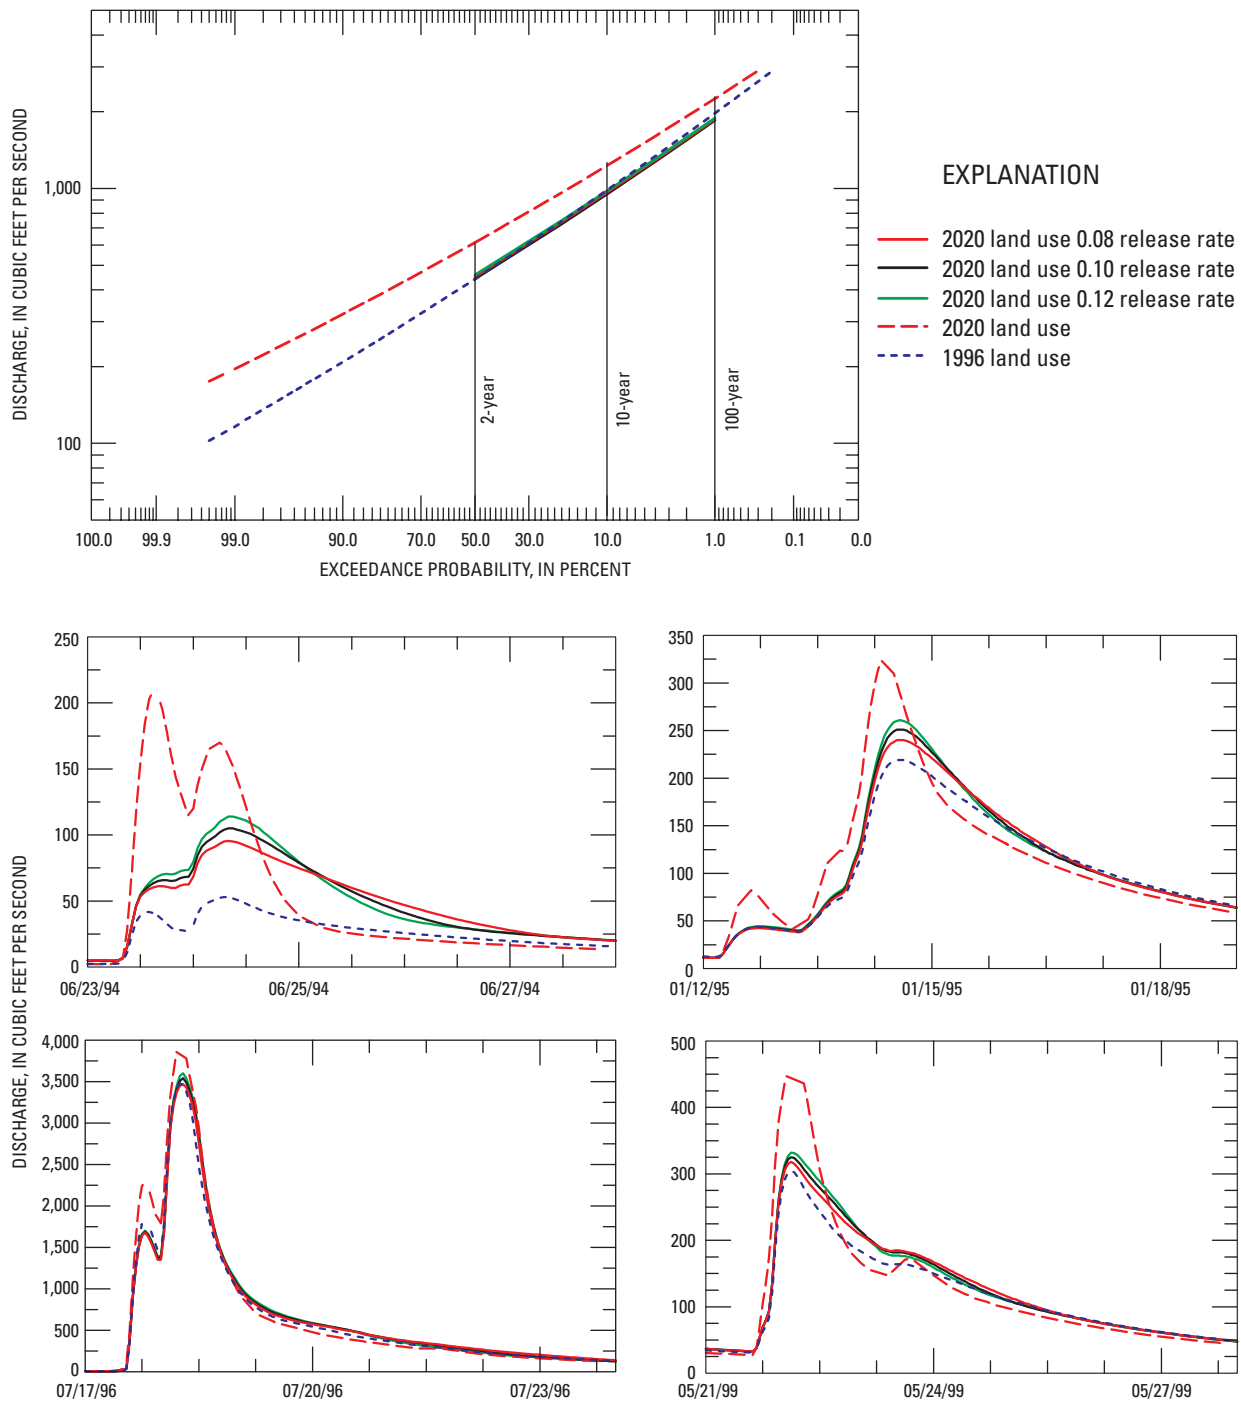 DISCHARGE, IN CUBIC FEET PER SECOND
1,000
100
2-year
10-year
100-year
100.0 99.9 99.0 90.0 70.0 50.0 30.0 10.0 1.0 0.1 0.0
EXCEEDANCE PROBABILITY, IN PERCENT
EXPLANATION
2020 land use 0.08 release rate
2020 land use 0.10 release rate
2020 land use 0.12 release rate
2020 land use
1996 land use
DISCHARGE, IN CUBIC FEET PER SECOND
250
200
150
100
50
0
06/23/94 06/25/94 06/27/94
350
300
250
200
150
100
50
0
01/12/95 01/15/95 01/18/95
4,000
3,500
3,000
2,500
2,000
1,500
1,000
500
0
07/17/96 07/20/96 07/23/96
500
400
300
200
100
0
05/21/99 05/24/99 05/27/99